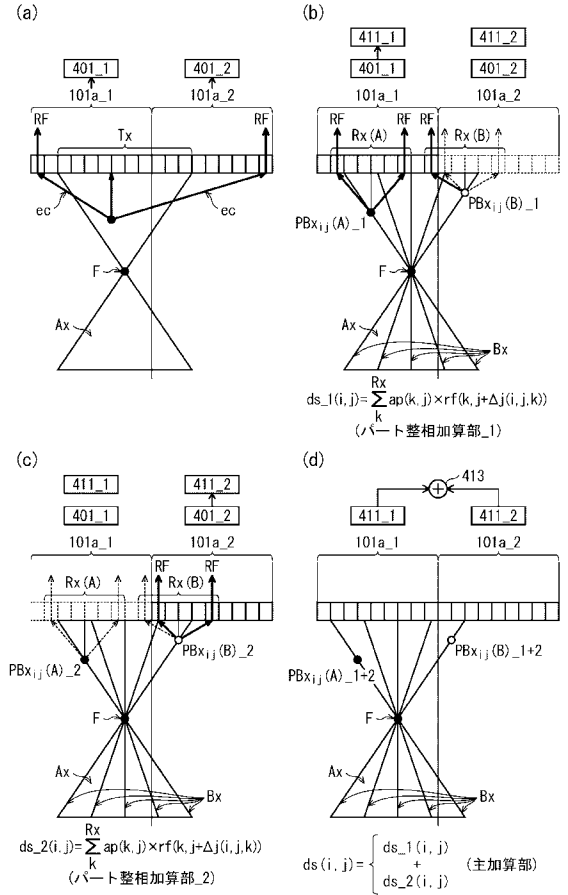 (a)
401_1 401_2
101a_1 101a_2
RF Tx RF
ec ec
F
Ax
(b)
411_1 411_2
401_1 401_2
101a_1 101a_2
RF Rx(A) RF RF Rx(B)
PBxij(A)_1 PBxij(B)_1
F
Ax Bx
ds_1(i,j)=∑ᴿˣₖ ap(k,j)×rf(k,j+Δj(i,j,k))
(パート整相加算部_1)
(c)
411_1 411_2
401_1 401_2
101a_1 101a_2
Rx(A) RF Rx(B) RF
PBxij(A)_2 PBxij(B)_2
F
Ax Bx
ds_2(i,j)=∑ᴿˣₖ ap(k,j)×rf(k,j+Δj(i,j,k))
(パート整相加算部_2)
(d)
+ 413
411_1 411_2
101a_1 101a_2
PBxij(A)_1+2 PBxij(B)_1+2
F
Ax Bx
ds_1(i,j)
ds(i,j)={ + (主加算部)
ds_2(i,j)